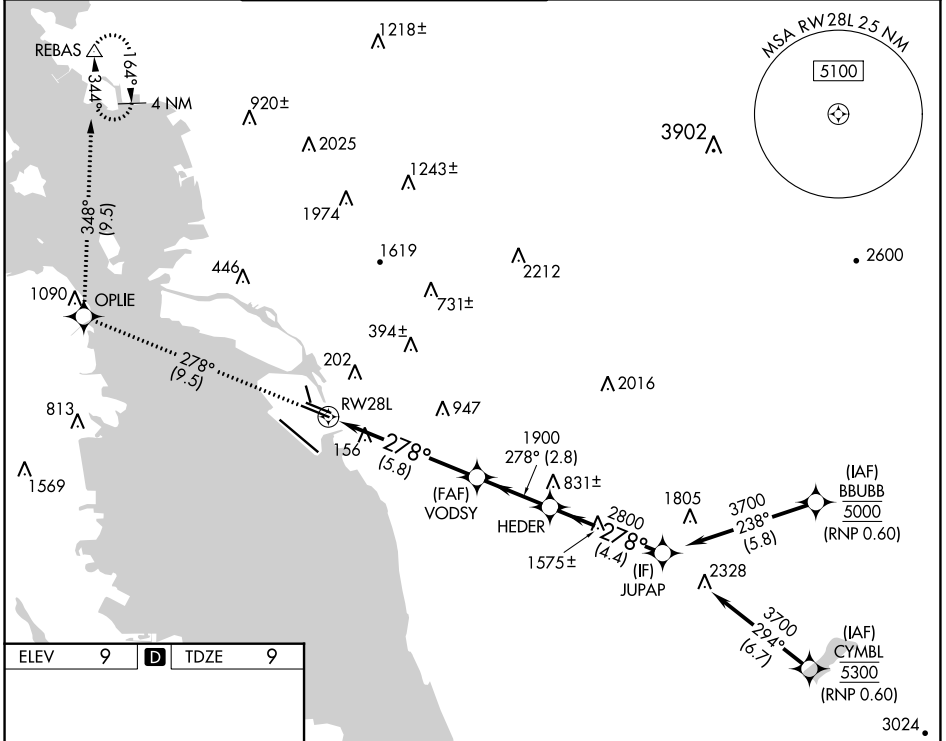 1218±
MSA RW28L 25 NM
5100
REBAS
164°
344°
4 NM
920±
2025
3902
1243±
1974
348°
(9.5)
1619
2212
2600
446
731±
1090
OPLIE
394±
278°
(9.5)
202
2016
RW28L
947
813
156
278°
(5.8)
1900
278° (2.8)
1569
(FAF)
VODSY
831±
HEDER
2800
278°
(4.4)
1575±
1805
3700
238°
(5.8)
(IAF)
BBUBB
5000
(RNP 0.60)
(IF)
JUPAP
2328
3700
294°
(6.7)
(IAF)
CYMBL
5300
(RNP 0.60)
ELEV 9 D TDZE 9
3024